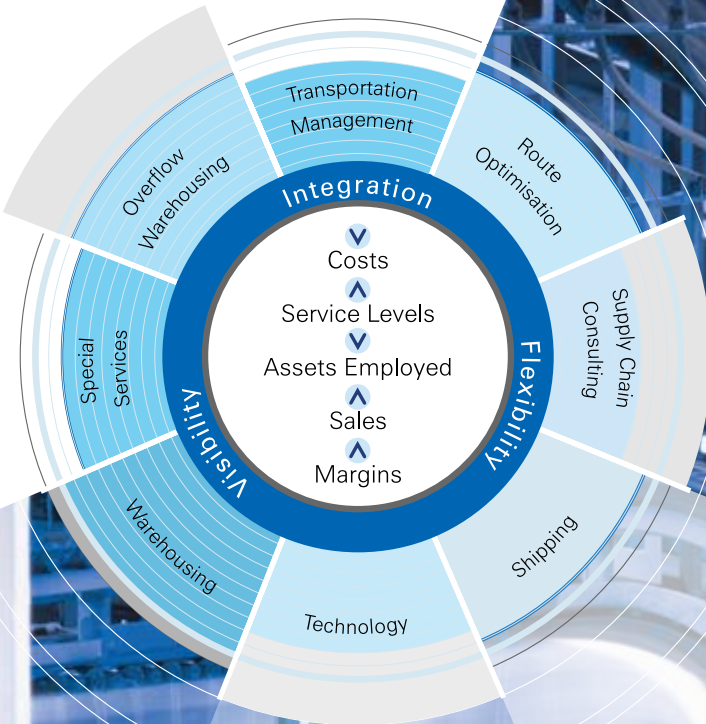 Transportation
Management
Route
Optimisation
Supply Chain
Consulting
Shipping
Technology
Warehousing
Special
Services
Overflow
Warehousing
Integration
Flexibility
Visibility
Costs
Service Levels
Assets Employed
Sales
Margins